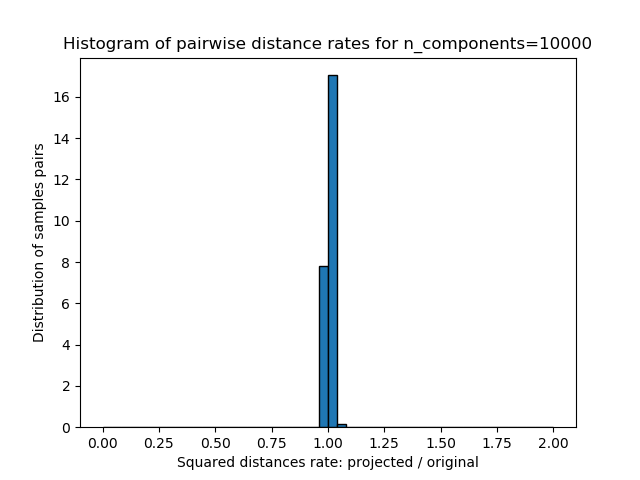 Histogram of pairwise distance rates for n_components=10000
Distribution of samples pairs
16
14
12
10
8
6
4
2
0
0.00 0.25 0.50 0.75 1.00 1.25 1.50 1.75 2.00
Squared distances rate: projected / original